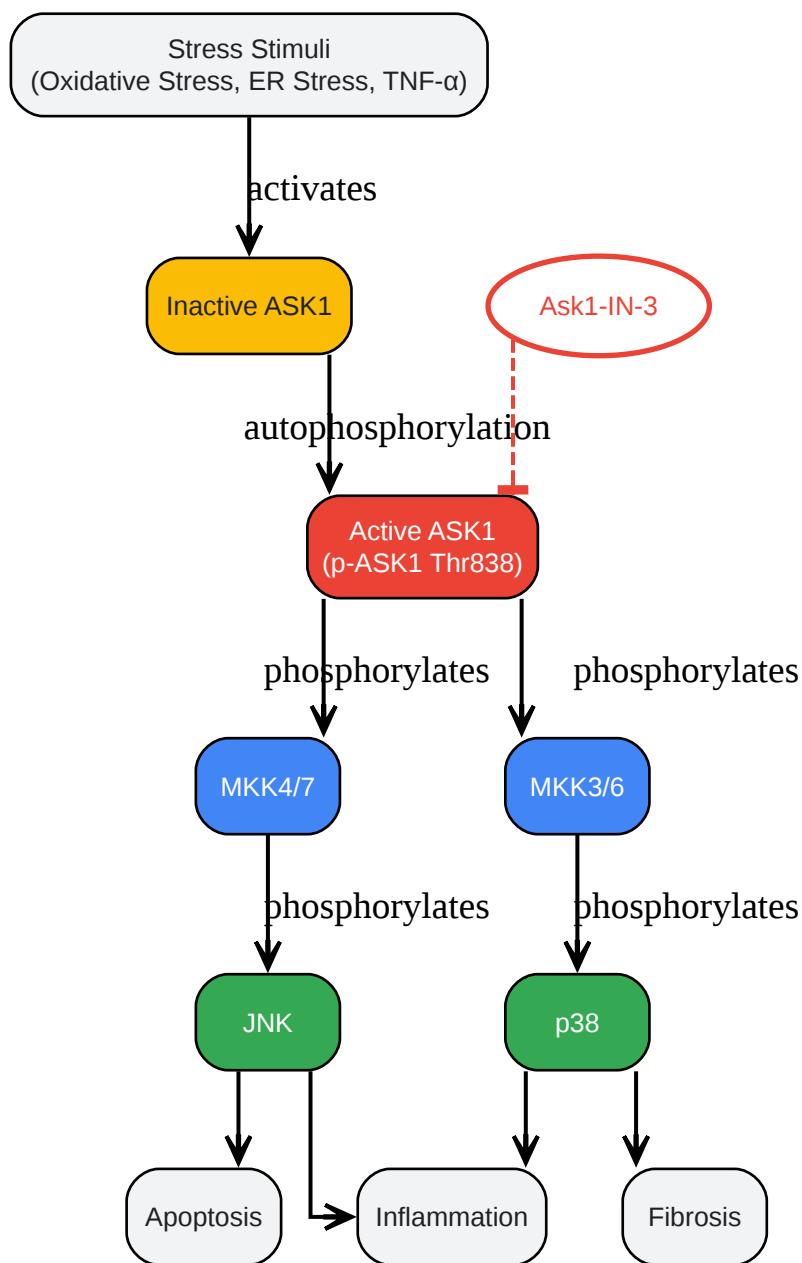 Stress Stimuli
(Oxidative Stress, ER Stress, TNF-α)
activates
Inactive ASK1
Ask1-IN-3
autophosphorylation
Active ASK1
(p-ASK1 Thr838)
phosphorylates
phosphorylates
MKK4/7
MKK3/6
phosphorylates
phosphorylates
JNK
p38
Apoptosis
Inflammation
Fibrosis